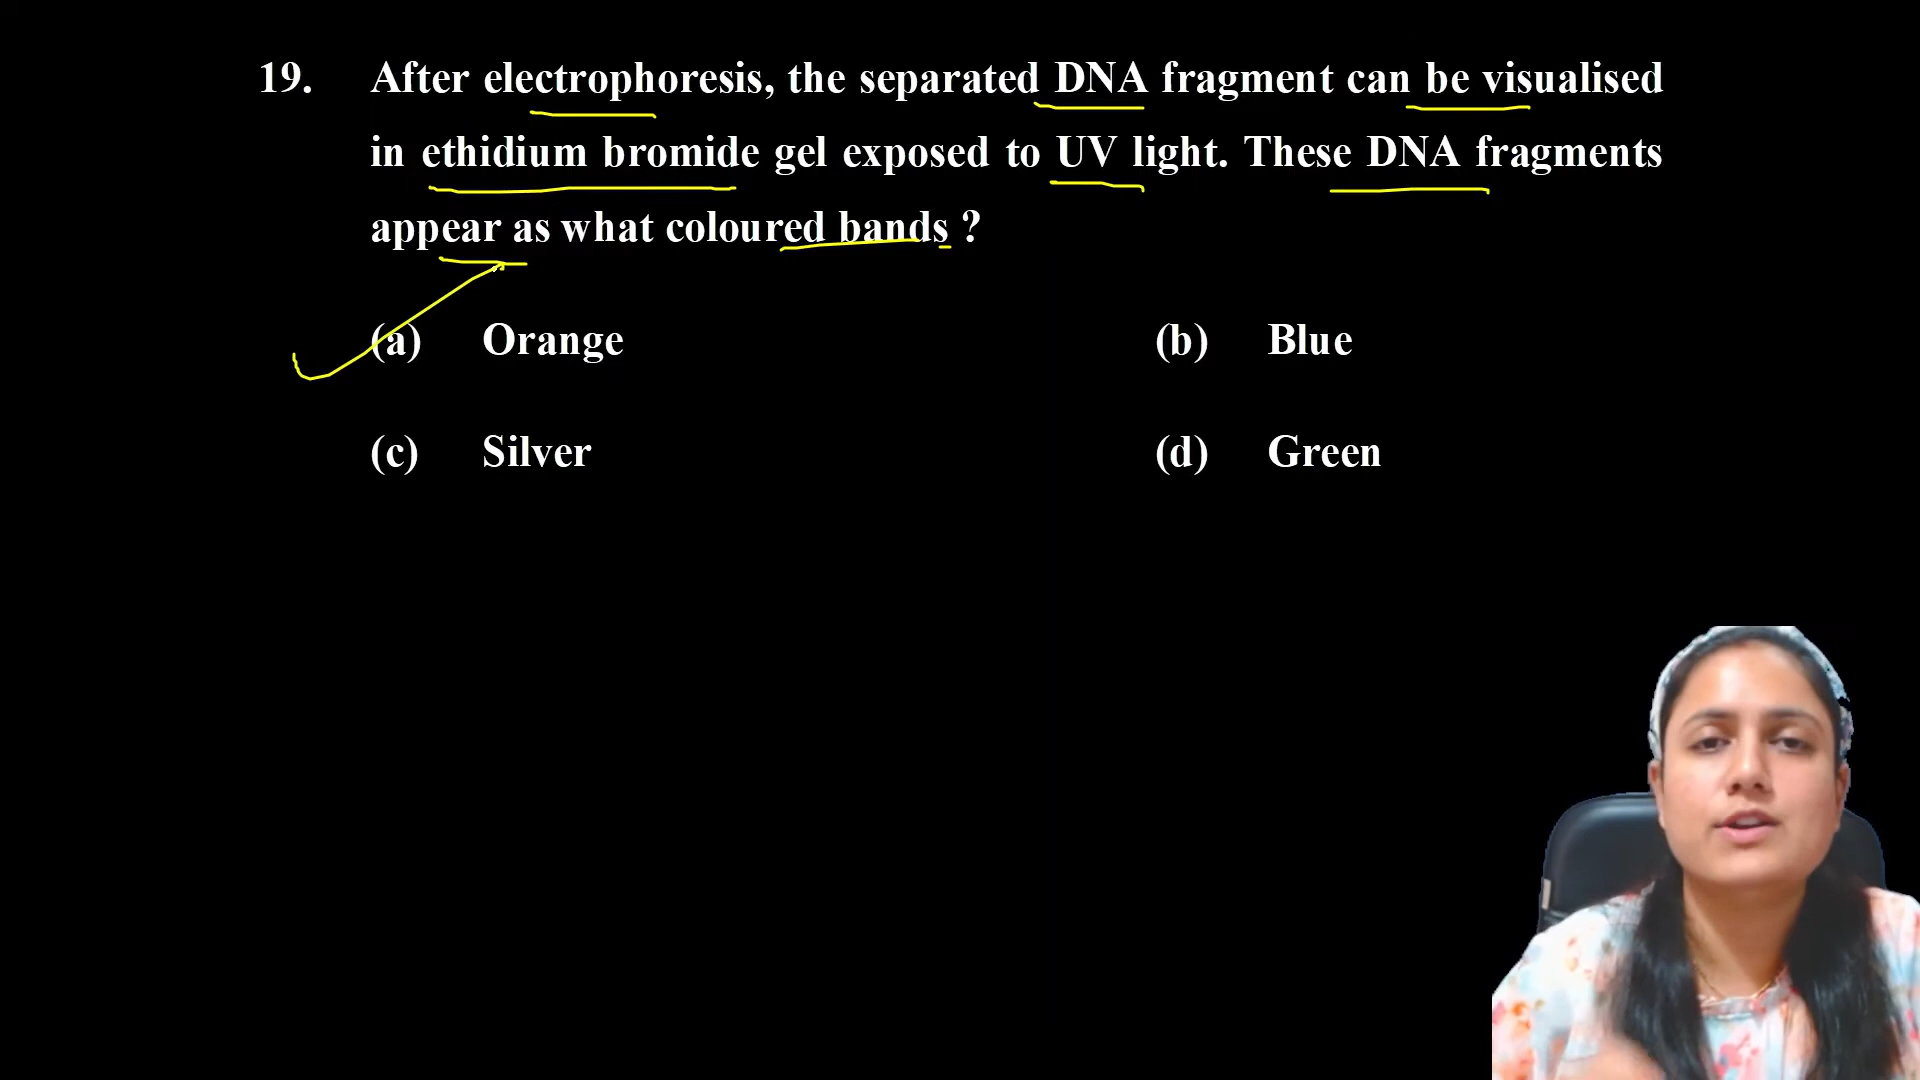 19. After electrophoresis, the separated DNA fragment can be visualised
in ethidium bromide gel exposed to UV light. These DNA fragments
appear as what coloured bands ?
(a) Orange (b) Blue
(c) Silver (d) Green